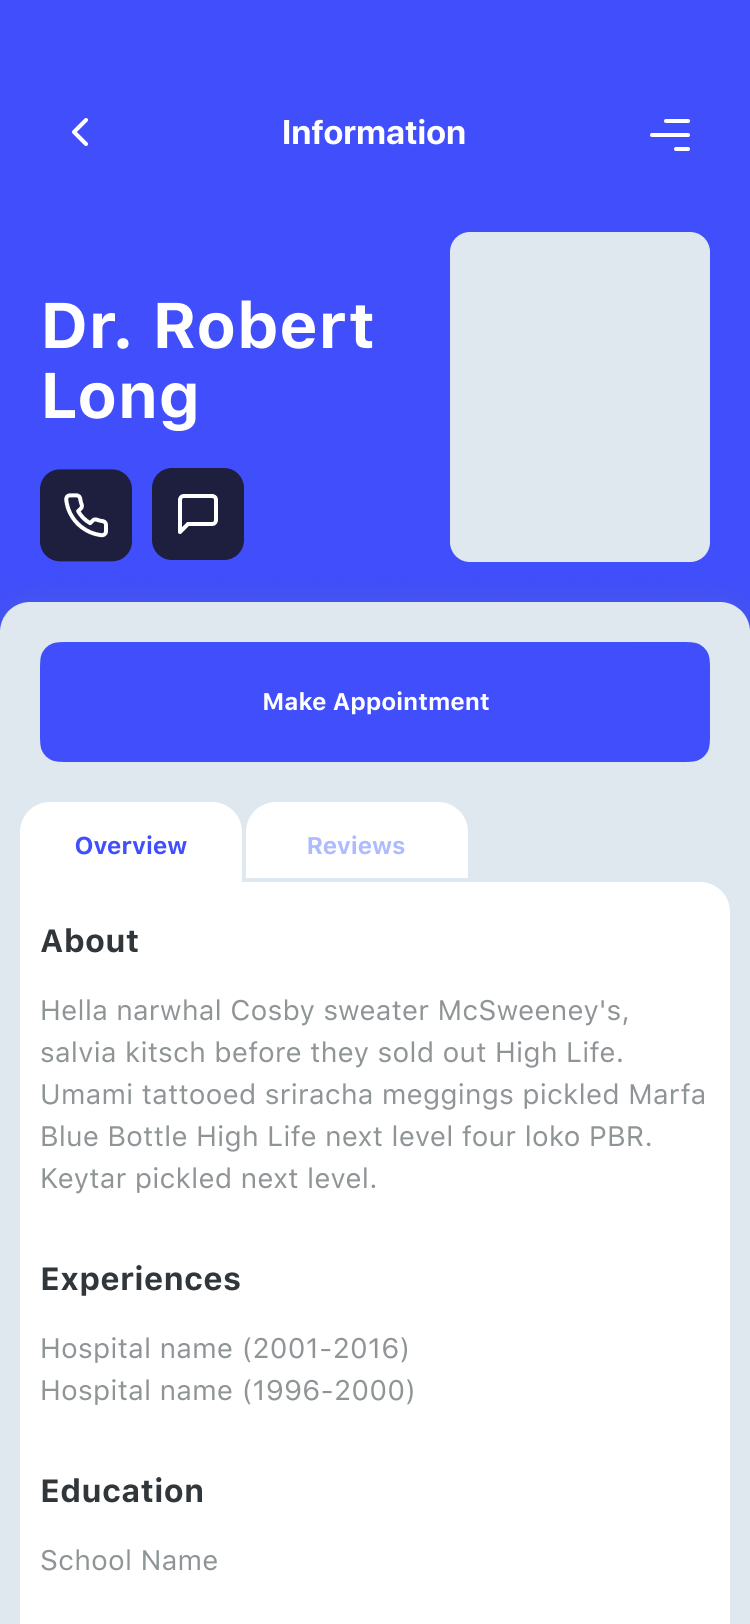 Information
Dr. Robert
Long
Make Appointment
Overview
Reviews
About
Hella narwhal Cosby sweater McSweeney's,
salvia kitsch before they sold out High Life.
Umami tattooed sriracha meggings pickled Marfa
Blue Bottle High Life next level four loko PBR.
Keytar pickled next level.
Experiences
Hospital name (2001-2016)
Hospital name (1996-2000)
Education
School Name